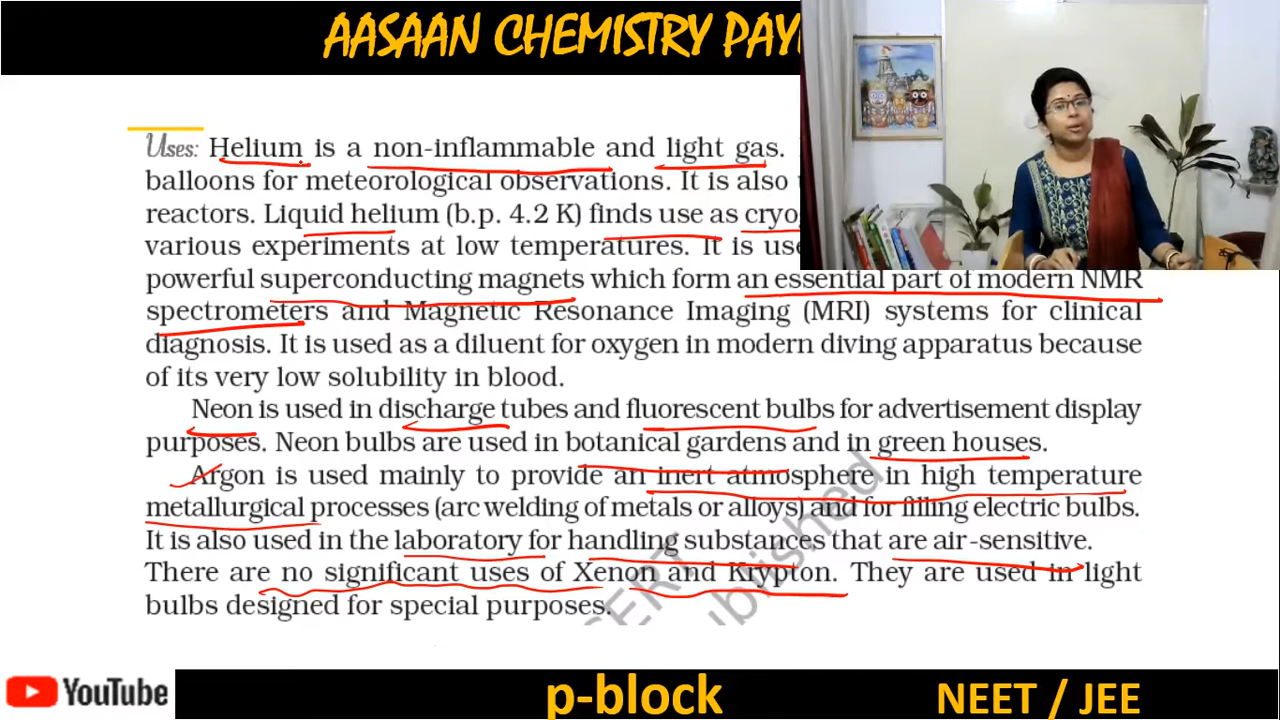 AASAAN CHEMISTRY
Uses: Helium is a non-inflammable and light gas.
balloons for meteorological observations. It is also
reactors. Liquid helium (b.p. 4.2 K) finds use as
various experiments at low temperatures. It is
powerful superconducting magnets which form an essential part of modern NMR
spectrometers and Magnetic Resonance Imaging (MRI) systems for clinical
diagnosis. It is used as a diluent for oxygen in modern diving apparatus because
of its very low solubility in blood.
Neon is used in discharge tubes and fluorescent bulbs for advertisement display
purposes. Neon bulbs are used in botanical gardens and in green houses.
Argon is used mainly to provide an inert atmosphere in high temperature
metallurgical processes (arc welding of metals or alloys) and for filling electric bulbs.
It is also used in the laboratory for handling substances that are air-sensitive.
There are no significant uses of Xenon and Krypton. They are used in light
bulbs designed for special purposes.
YouTube
p-block
NEET / JEE